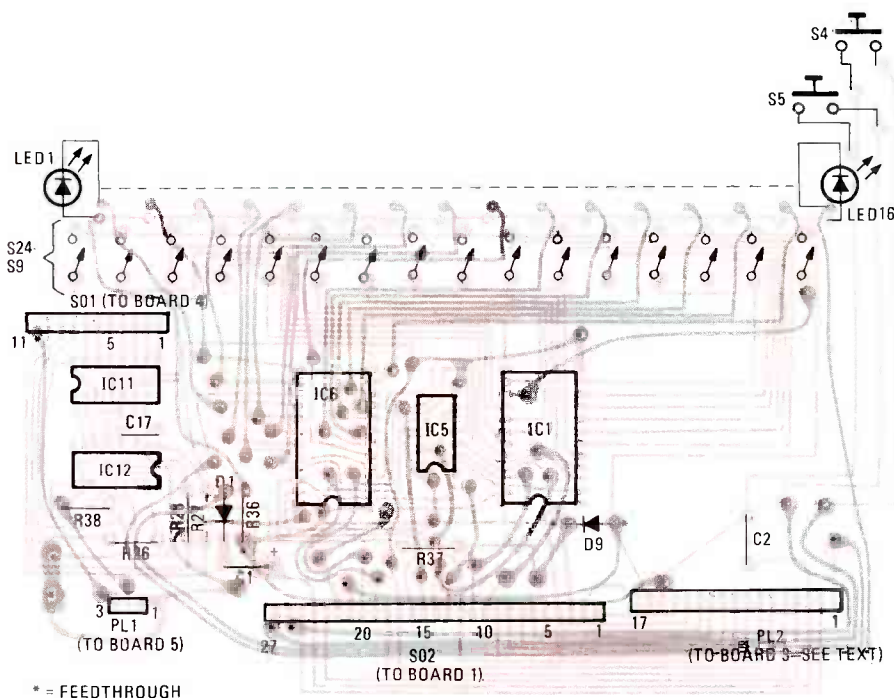 S4
S5
LED1
LED16
S24
S9
S01 (TO BOARD 4)
11 5 1
IC11
IC6
IC5
IC1
C17
IC12
D1
R38
R27
R36
R37
D9
C2
3 1
PL1
(TO BOARD 5)
27 20 15 10 5 1
S02
(TO BOARD 1)
17 1
PL2
(TO BOARD 3—SEE TEXT)
* = FEEDTHROUGH